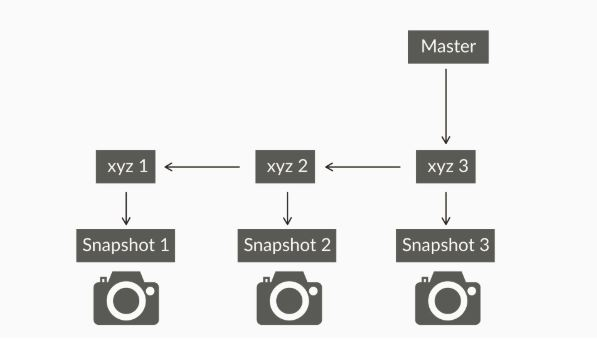 Master
xyz 1
xyz 2
xyz 3
Snapshot 1
Snapshot 2
Snapshot 3